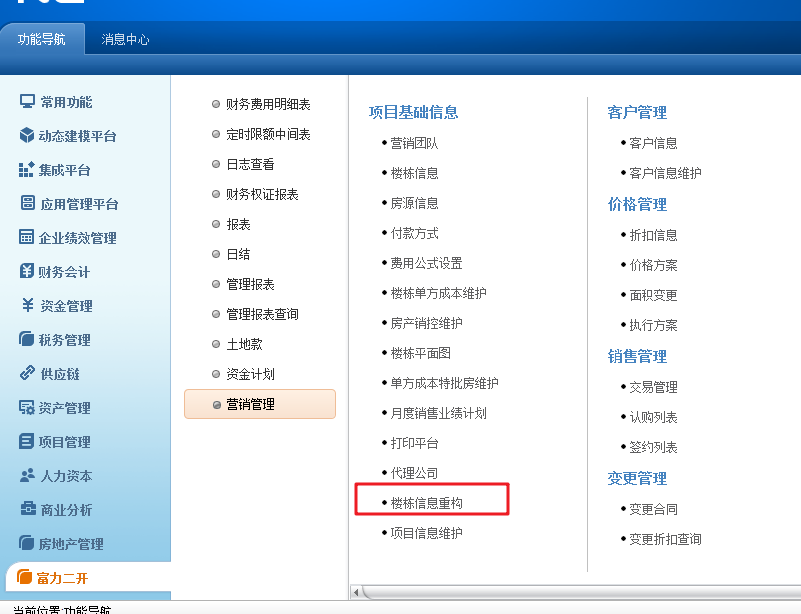 功能导航
消息中心
常用功能
动态建模平台
集成平台
应用管理平台
企业绩效管理
财务会计
资金管理
税务管理
供应链
资产管理
项目管理
人力资本
商业分析
房地产管理
富力二开
财务费用明细表
定时限额中间表
日志查看
财务权证报表
报表
日结
管理报表
管理报表查询
土地款
资金计划
营销管理
项目基础信息
营销团队
楼栋信息
房源信息
付款方式
费用公式设置
楼栋单方成本维护
房产销控维护
楼栋平面图
单方成本特批房维护
月度销售业绩计划
打印平台
代理公司
楼栋信息重构
项目信息维护
客户管理
客户信息
客户信息维护
价格管理
折扣信息
价格方案
面积变更
执行方案
销售管理
交易管理
认购列表
签约列表
变更管理
变更合同
变更折扣查询
当前位置:功能导航